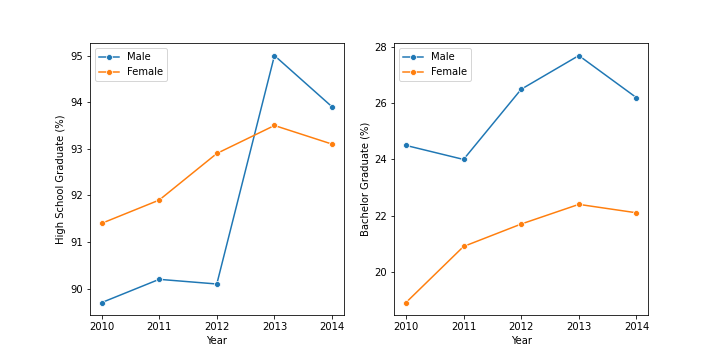 Male
Female
95
94
93
92
91
90
High School Graduate (%)
2010 2011 2012 2013 2014
Year
Male
Female
28
26
24
22
20
Bachelor Graduate (%)
2010 2011 2012 2013 2014
Year